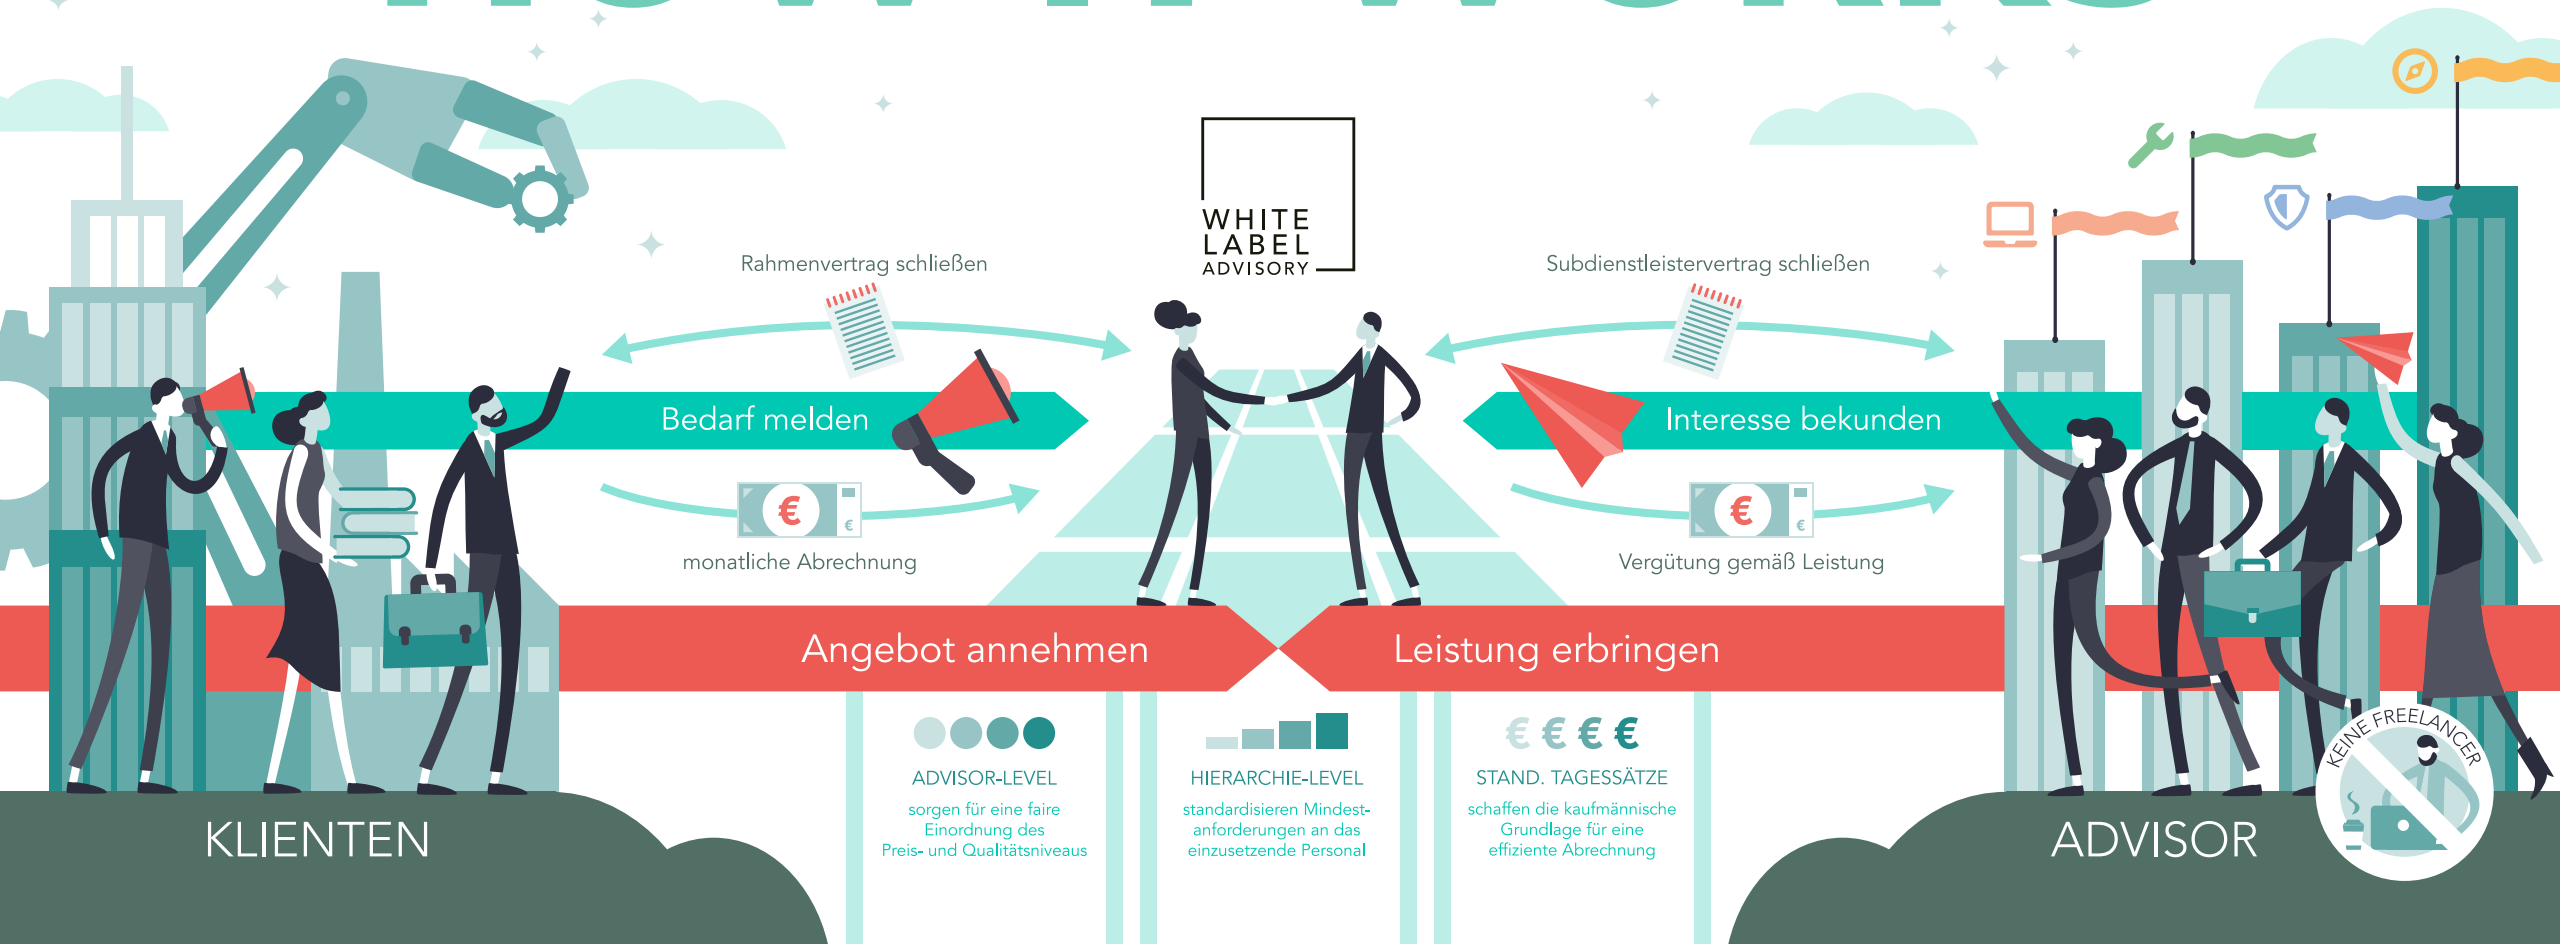 WHITE
LABEL
ADVISORY
Rahmenvertrag schließen
Subdienstleistervertrag schließen
Bedarf melden
Interesse bekunden
€
€
€
€
monatliche Abrechnung
Vergütung gemäß Leistung
Angebot annehmen
Leistung erbringen
ADVISOR-LEVEL
sorgen für eine faire
Einordnung des
Preis- und Qualitätsniveaus
HIERARCHIE-LEVEL
standardisieren Mindest-
anforderungen an das
einzusetzende Personal
€ € € €
STAND. TAGESSÄTZE
schaffen die kaufmännische
Grundlage für eine
effiziente Abrechnung
KLIENTEN
ADVISOR
KEINE FREELANCER